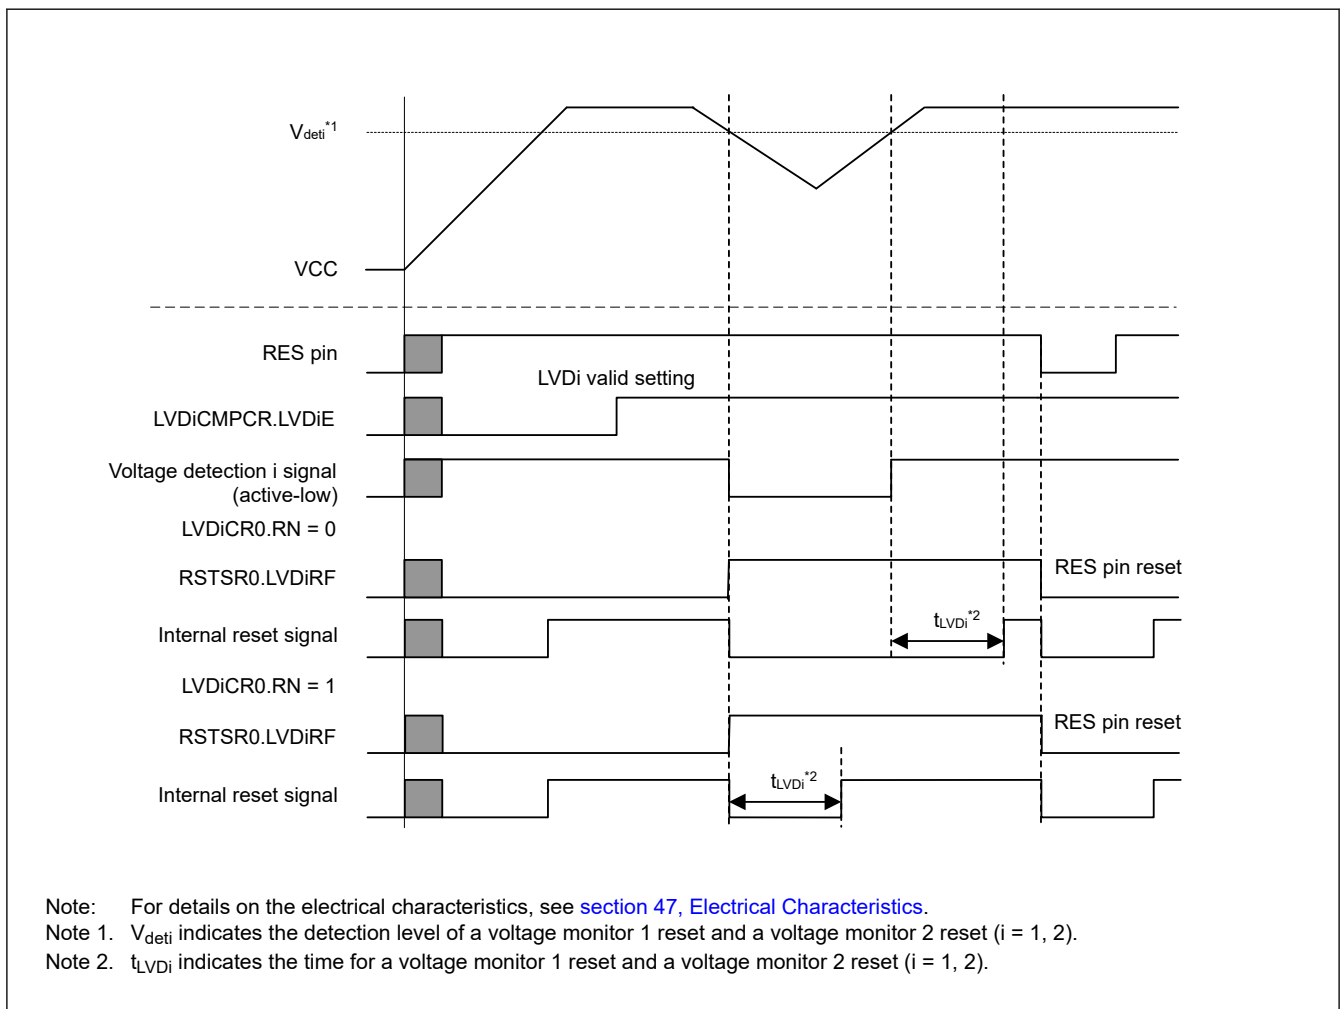 Vdeti*1
VCC
RES pin
LVDi valid setting
LVDiCMPCR.LVDiE
Voltage detection i signal
(active-low)
LVDiCR0.RN = 0
RSTSR0.LVDiRF
RES pin reset
Internal reset signal
tLVDi*2
LVDiCR0.RN = 1
RSTSR0.LVDiRF
RES pin reset
Internal reset signal
tLVDi*2
Note: For details on the electrical characteristics, see section 47, Electrical Characteristics.
Note 1. Vdeti indicates the detection level of a voltage monitor 1 reset and a voltage monitor 2 reset (i = 1, 2).
Note 2. tLVDi indicates the time for a voltage monitor 1 reset and a voltage monitor 2 reset (i = 1, 2).